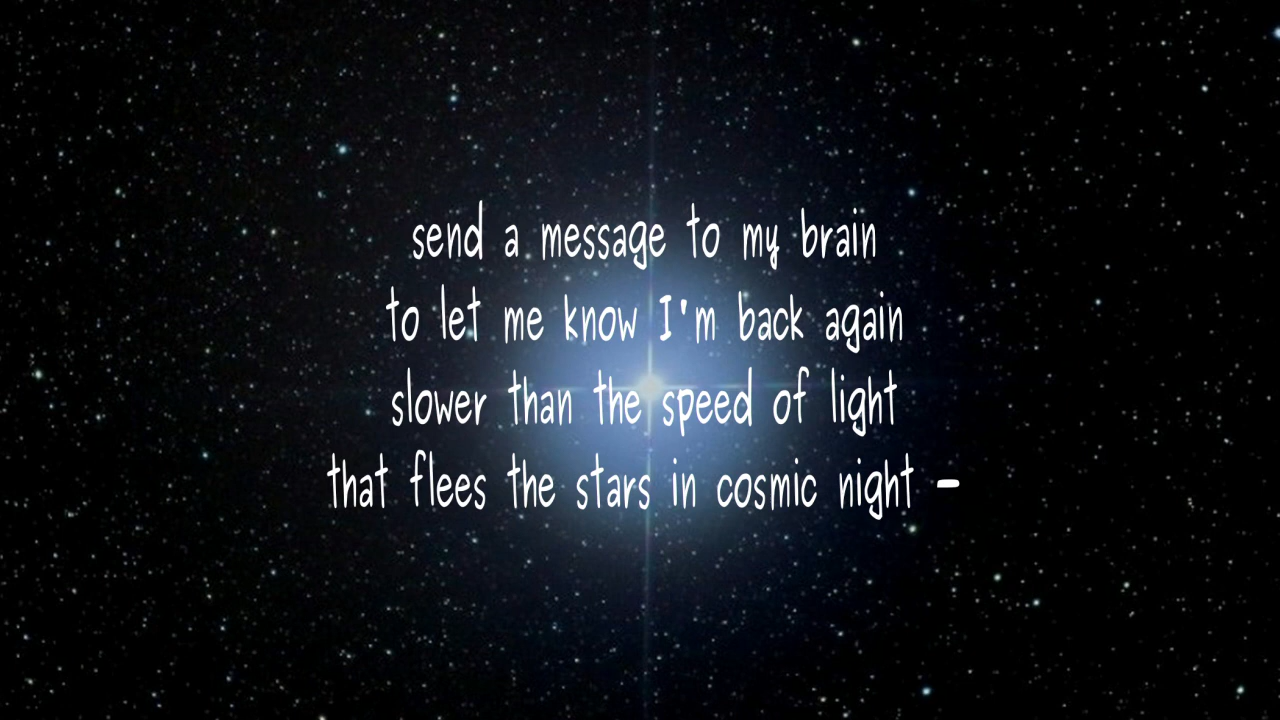 send a message to my brain
to let me know I'm back again
slower than the speed of light
that flees the stars in cosmic night -